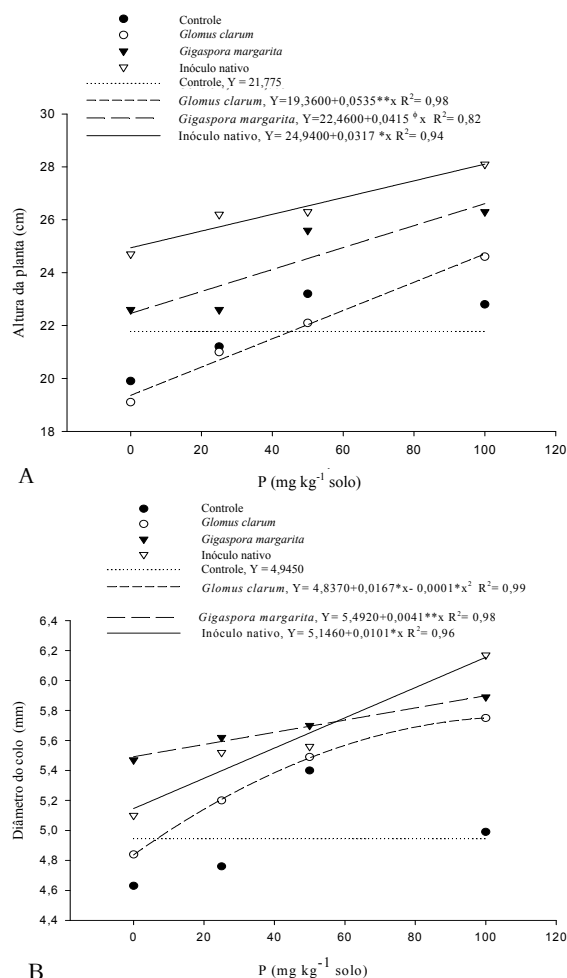 Controle
Glomus clarum
Gigaspora margarita
Inóculo nativo
Controle, Y = 21,775
Glomus clarum, Y=19,3600+0,0535**x R²= 0,98
Gigaspora margarita, Y=22,4600+0,0415 ᶲ x R²= 0,82
Inóculo nativo, Y= 24,9400+0,0317 *x R²= 0,94
30
28
26
24
22
20
18
Altura da planta (cm)
0 20 40 60 80 100 120
A
P (mg kg⁻¹ solo)
Controle
Glomus clarum
Gigaspora margarita
Inóculo nativo
Controle, Y = 4,9450
Glomus clarum, Y= 4,8370+0,0167*x- 0,0001*x² R²= 0,99
Gigaspora margarita, Y= 5,4920+0,0041**x R²= 0,98
Inóculo nativo, Y= 5,1460+0,0101*x R²= 0,96
6,4
6,2
6,0
5,8
5,6
5,4
5,2
5,0
4,8
4,6
4,4
Diâmetro do colo (mm)
0 20 40 60 80 100 120
B
P (mg kg⁻¹ solo)